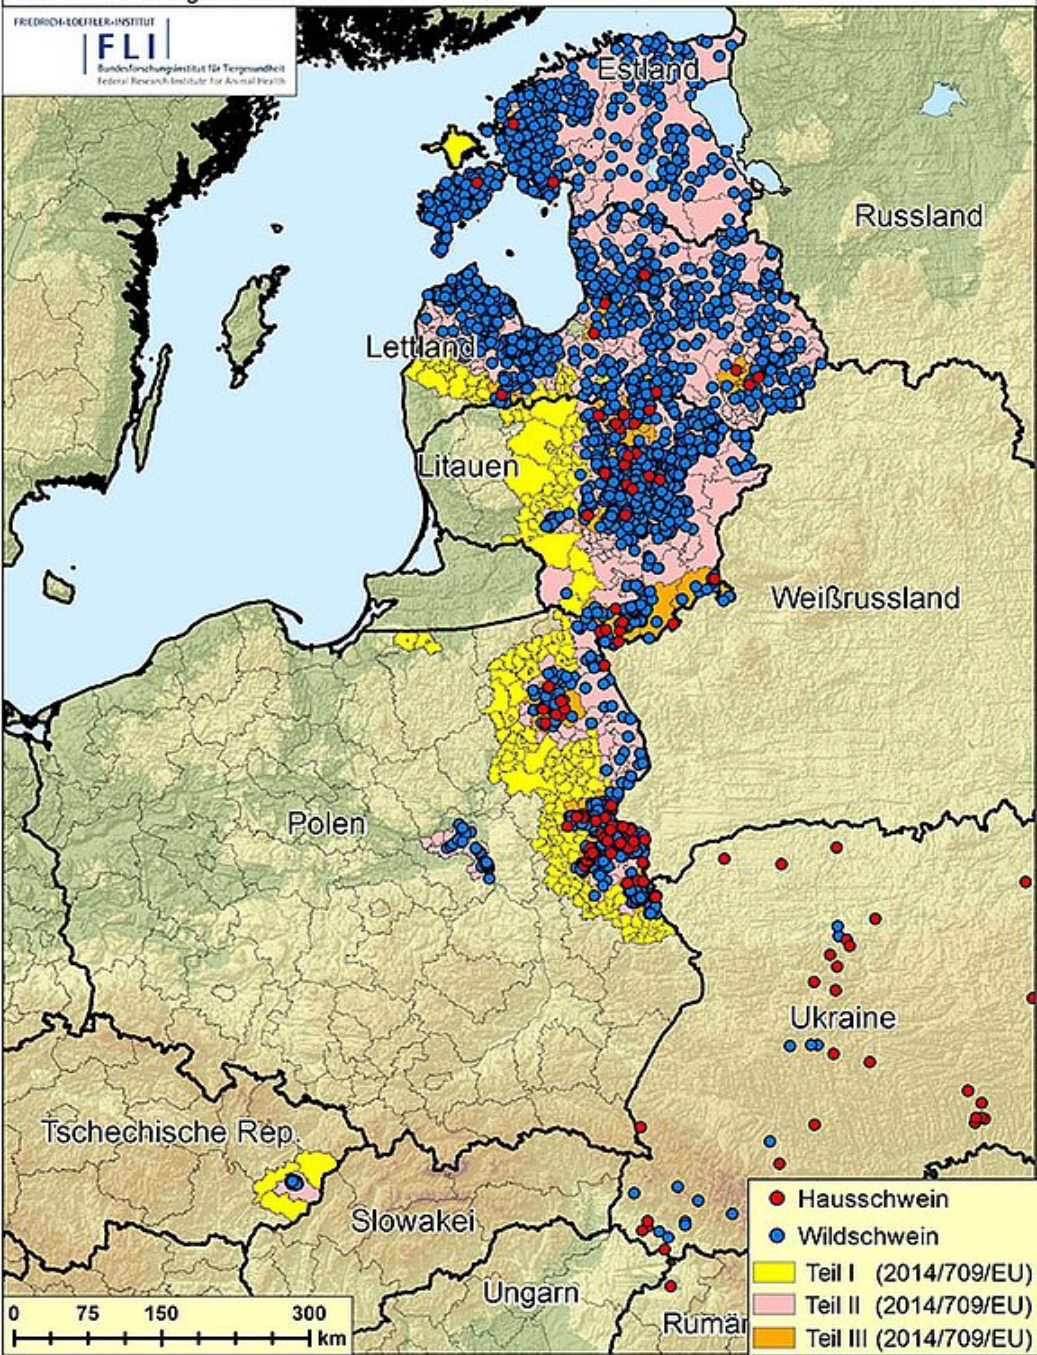 FRIEDRICH-LOEFFLER-INSTITUT
FLI
Bundesforschungsinstitut für Tiergesundheit
Federal Research Institute for Animal Health
Estland
Russland
Lettland
Litauen
Weißrussland
Polen
Ukraine
Tschechische Rep.
Slowakei
Ungarn
Rumär
Hausschwein
Wildschwein
Teil I (2014/709/EU)
Teil II (2014/709/EU)
Teil III (2014/709/EU)
0 75 150 300
km